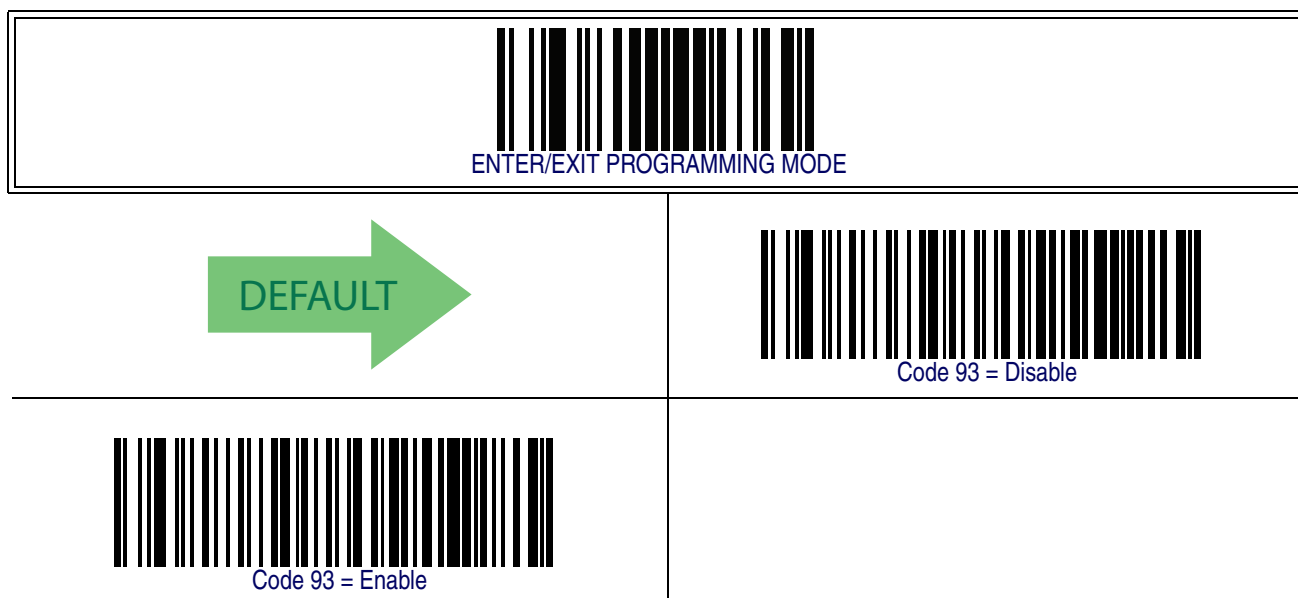 ENTER/EXIT PROGRAMMING MODE
DEFAULT
Code 93 = Disable
Code 93 = Enable